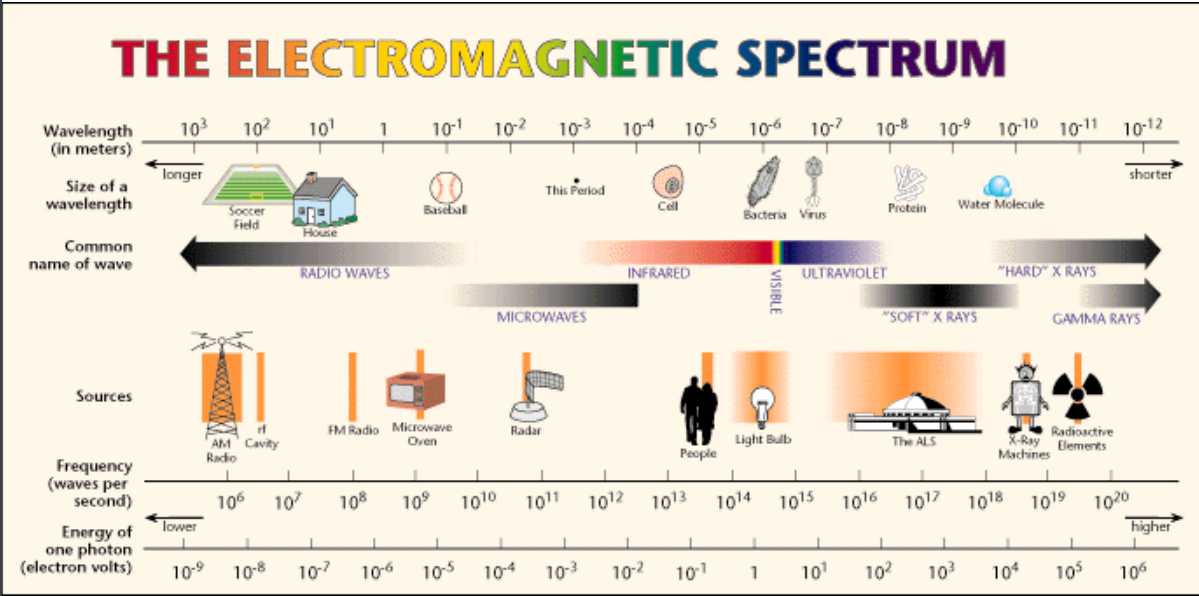 THE ELECTROMAGNETIC SPECTRUM
Wavelength
(in meters)
10³ 10² 10¹ 1 10⁻¹ 10⁻² 10⁻³ 10⁻⁴ 10⁻⁵ 10⁻⁶ 10⁻⁷ 10⁻⁸ 10⁻⁹ 10⁻¹⁰ 10⁻¹¹ 10⁻¹²
longer
shorter
Size of a
wavelength
Soccer
Field
House
Baseball
This Period
Cell
Bacteria
Virus
Protein
Water Molecule
Common
name of wave
RADIO WAVES
INFRARED
VISIBLE
ULTRAVIOLET
"HARD" X RAYS
MICROWAVES
"SOFT" X RAYS
GAMMA RAYS
Sources
AM
Radio
rf
Cavity
FM Radio
Microwave
Oven
Radar
People
Light Bulb
The ALS
X-Ray
Machines
Radioactive
Elements
Frequency
(waves per
second)
10⁶ 10⁷ 10⁸ 10⁹ 10¹⁰ 10¹¹ 10¹² 10¹³ 10¹⁴ 10¹⁵ 10¹⁶ 10¹⁷ 10¹⁸ 10¹⁹ 10²⁰
lower
higher
Energy of
one photon
(electron volts)
10⁻⁹ 10⁻⁸ 10⁻⁷ 10⁻⁶ 10⁻⁵ 10⁻⁴ 10⁻³ 10⁻² 10⁻¹ 1 10¹ 10² 10³ 10⁴ 10⁵ 10⁶